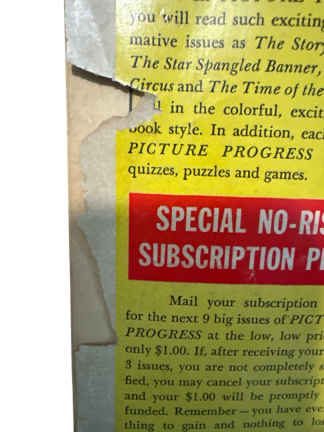 you will read such exciting
mative issues as The Story
The Star Spangled Banner,
Circus and The Time of the
in the colorful, excit
book style. In addition, each
PICTURE PROGRESS
quizzes, puzzles and games.
SPECIAL NO-RIS
SUBSCRIPTION P
Mail your subscription
for the next 9 big issues of PICT
PROGRESS at the low, low pri
only $1.00. If, after receiving your
3 issues, you are not completely s
fied, you may cancel your subscript
and your $1.00 will be promptly
funded. Remember — you have eve
thing to gain and nothing to los